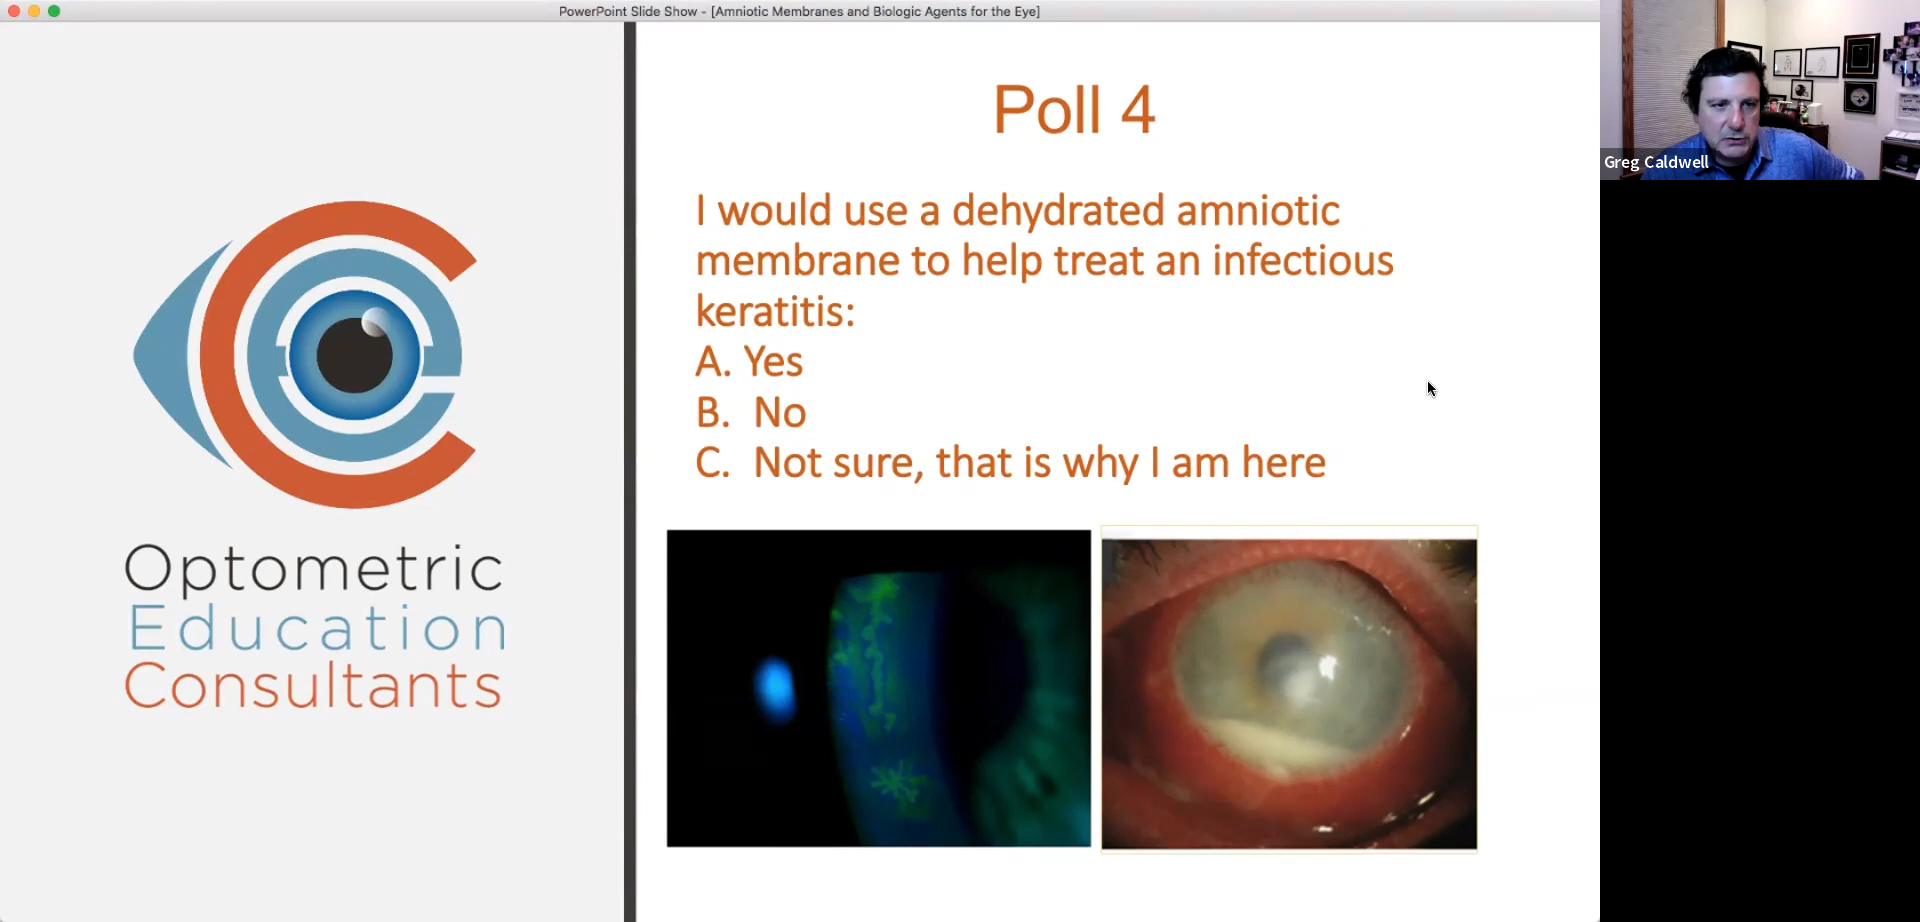 PowerPoint Slide Show - [Amniotic Membranes and Biologic Agents for the Eye]
Optometric
Education
Consultants
Poll 4
I would use a dehydrated amniotic
membrane to help treat an infectious
keratitis:
A. Yes
B. No
C. Not sure, that is why I am here
Greg Caldwell